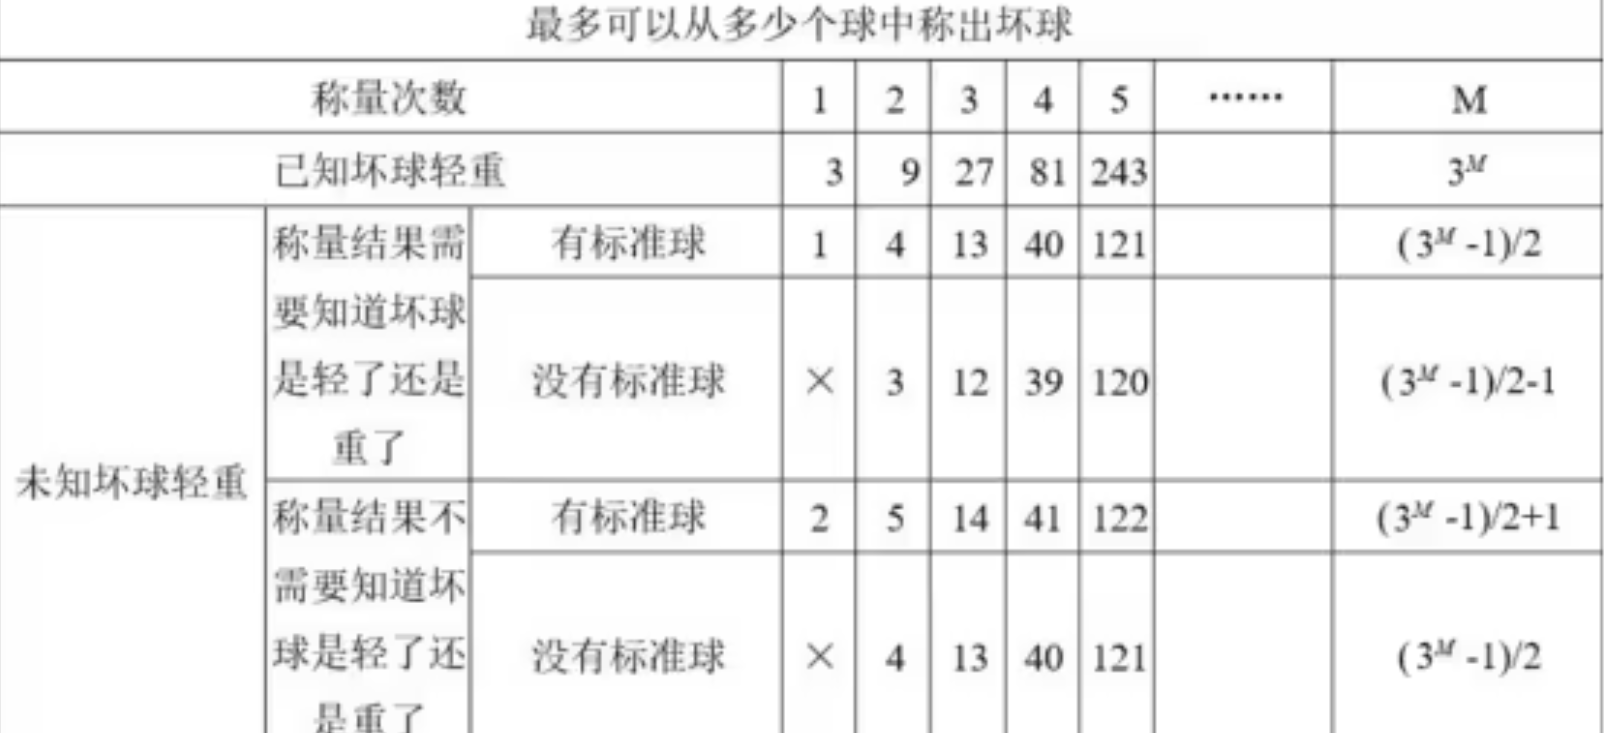 最多可以从多少个球中称出坏球
称量次数 1 2 3 4 5 …… M
已知坏球轻重 3 9 27 81 243 3^M
未知坏球轻重
称量结果需
要知道坏球
是轻了还是
重了
有标准球 1 4 13 40 121 (3^M -1)/2
没有标准球 × 3 12 39 120 (3^M -1)/2-1
称量结果不
需要知道坏
球是轻了还
是重了
有标准球 2 5 14 41 122 (3^M -1)/2+1
没有标准球 × 4 13 40 121 (3^M -1)/2